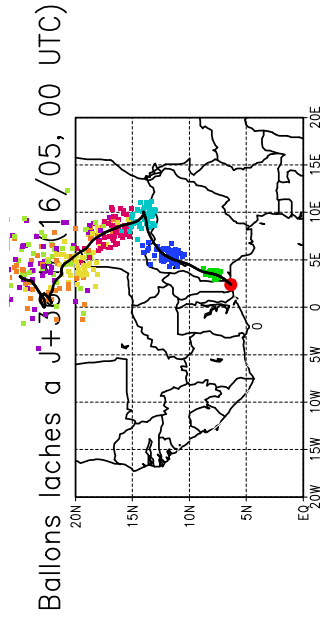 Ballons laches a (16/05, 00 UTC)
20N
15N
10N
5N
0
EQ
20W 15W 10W 5W 0 5E 10E 15E 20E